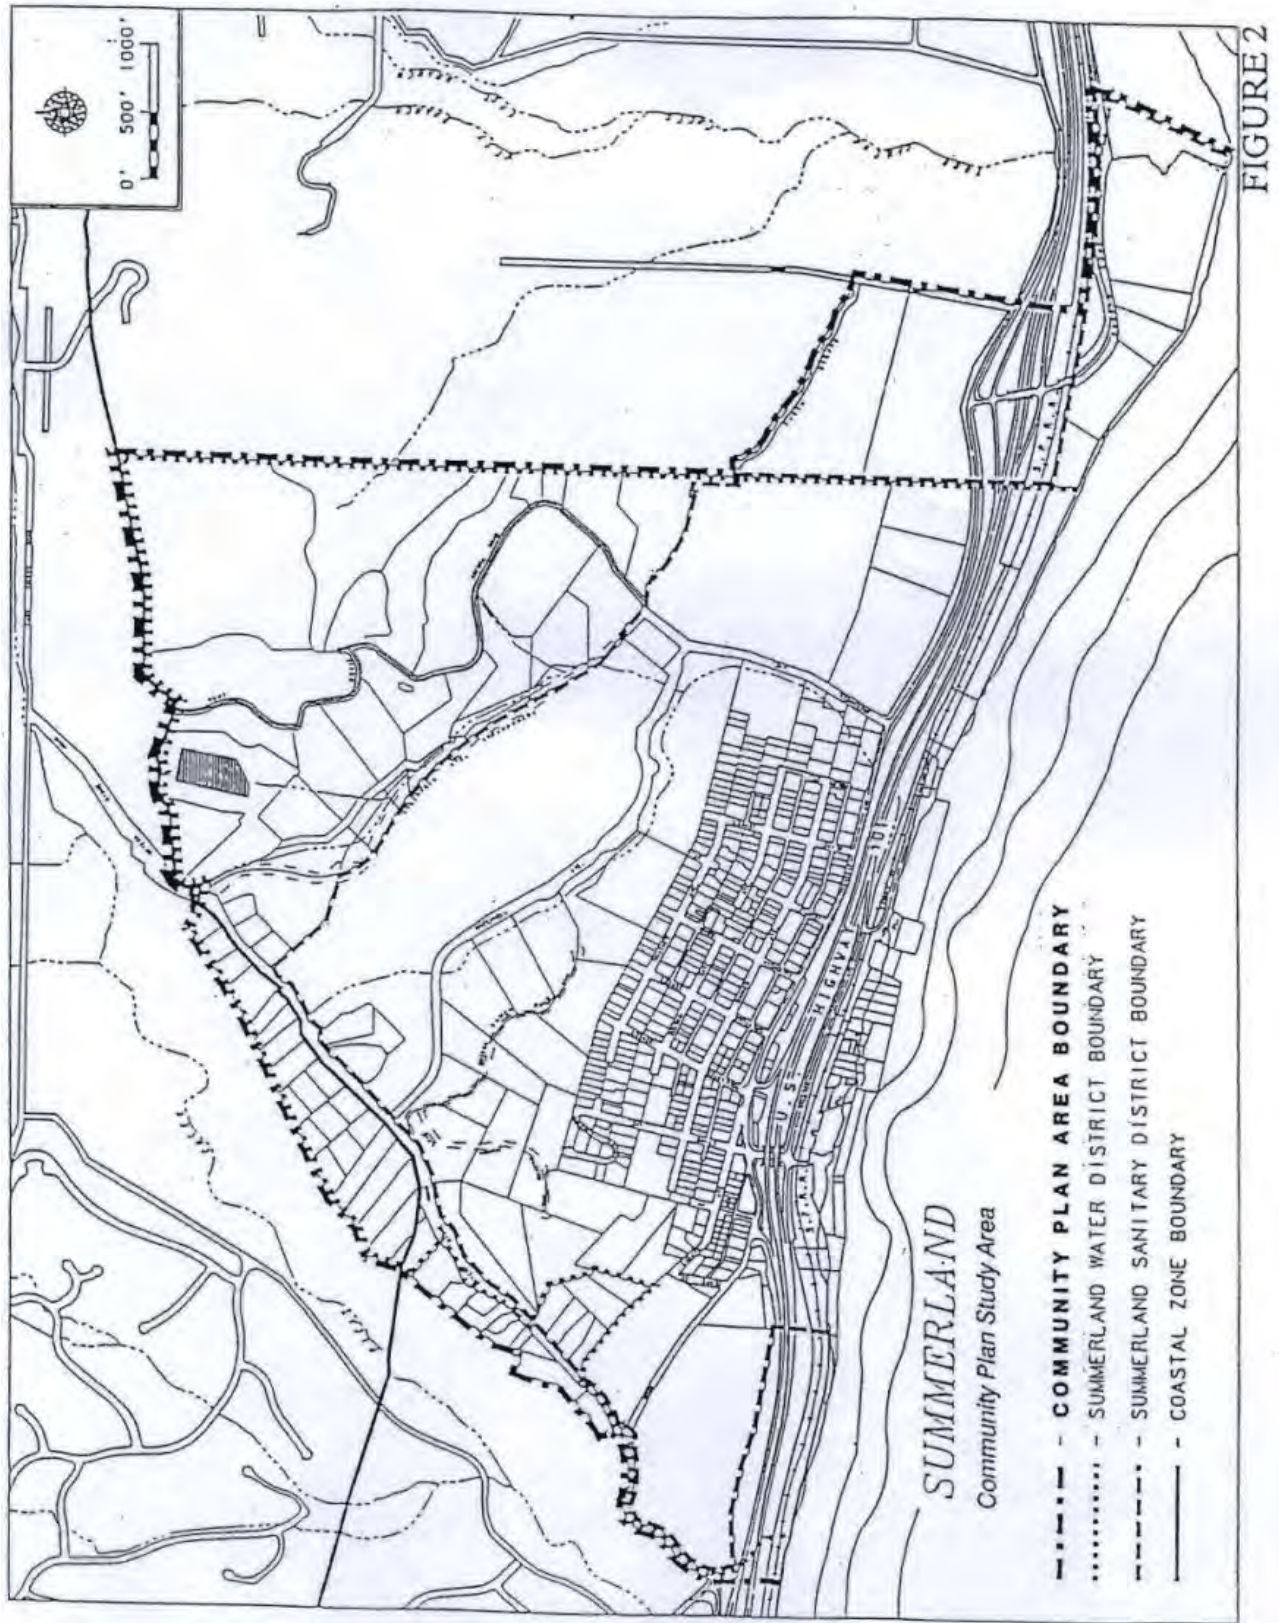 0' 500' 1000'
U.S. HIGHWAY 101
S.P.R.R.
S.P.R.R.
SUMMERLAND
Community Plan Study Area
- COMMUNITY PLAN AREA BOUNDARY
- SUMMERLAND WATER DISTRICT BOUNDARY
- SUMMERLAND SANITARY DISTRICT BOUNDARY
- COASTAL ZONE BOUNDARY
FIGURE 2